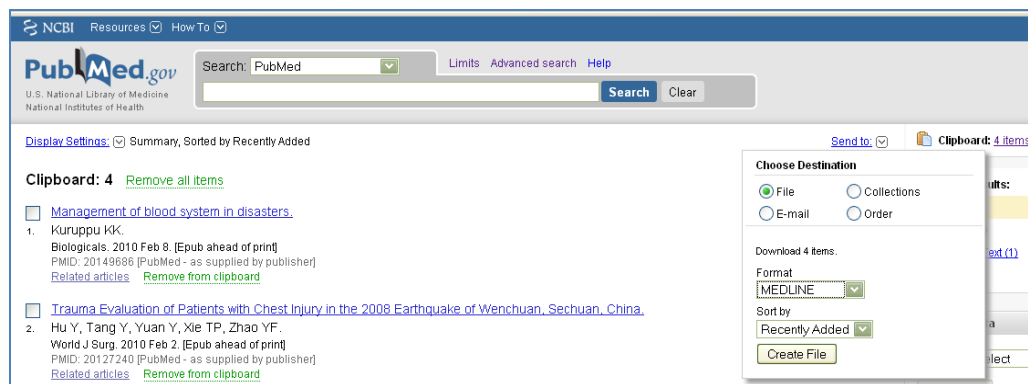 NCBI Resources How To
PubMed.gov
U.S. National Library of Medicine
National Institutes of Health
Search: PubMed
Limits Advanced search Help
Search Clear
Display Settings: Summary, Sorted by Recently Added
Send to:
Clipboard: 4 items
Clipboard: 4 Remove all items
Management of blood system in disasters.
1. Kuruppu KK.
Biologicals. 2010 Feb 8. [Epub ahead of print]
PMID: 20149686 [PubMed - as supplied by publisher]
Related articles Remove from clipboard
Trauma Evaluation of Patients with Chest Injury in the 2008 Earthquake of Wenchuan, Sechuan, China.
2. Hu Y, Tang Y, Yuan Y, Xie TP, Zhao YF.
World J Surg. 2010 Feb 2. [Epub ahead of print]
PMID: 20127240 [PubMed - as supplied by publisher]
Related articles Remove from clipboard
Choose Destination
File Collections
E-mail Order
Download 4 items.
Format
MEDLINE
Sort by
Recently Added
Create File
ults:
ext (1)
a
elect